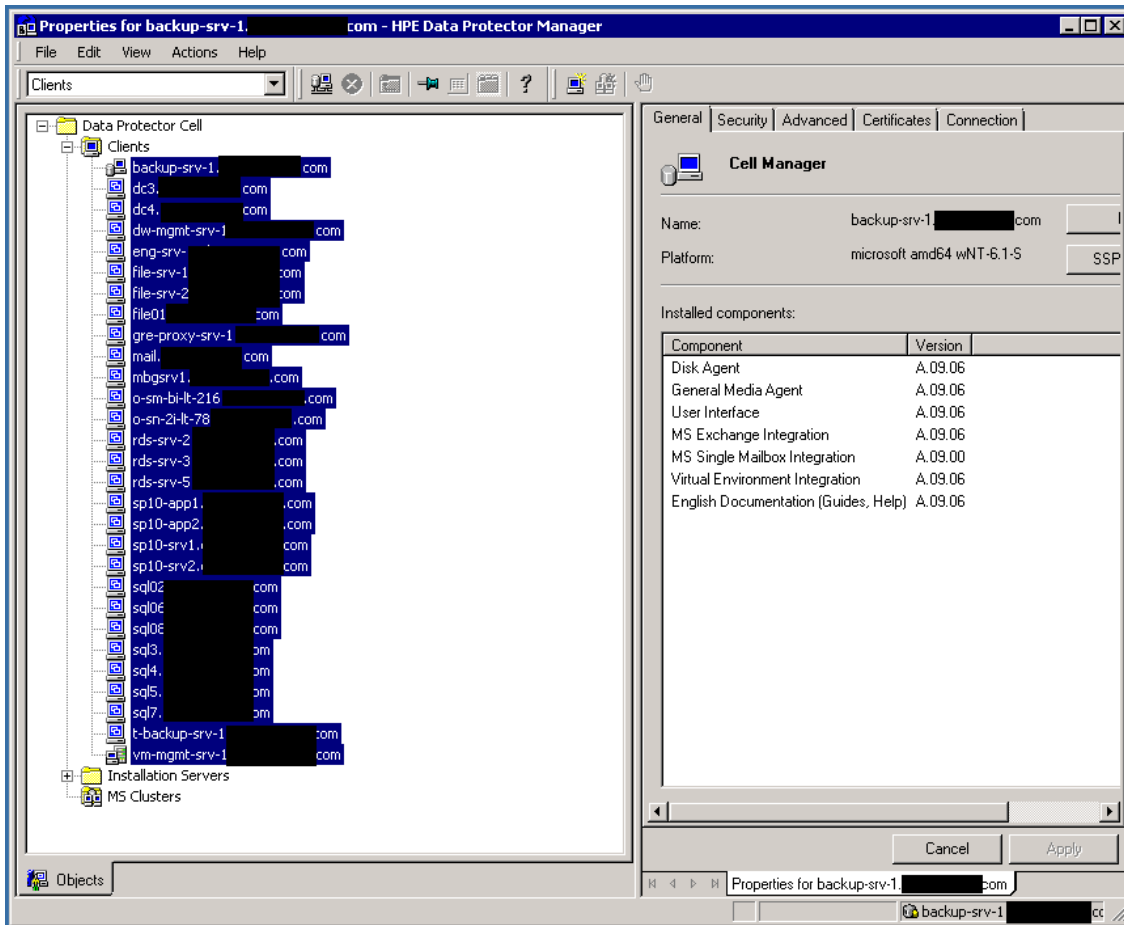 Properties for backup-srv-1. com - HPE Data Protector Manager
File Edit View Actions Help
Clients
Data Protector Cell
Clients
backup-srv-1. com
dc3. com
dc4. com
dw-mgmt-srv-1 com
eng-srv- com
file-srv-1 com
file-srv-2 com
file01 com
gre-proxy-srv-1 com
mail. com
mbgsrv1. .com
o-sm-bi-lt-216 .com
o-sn-2i-lt-78 .com
rds-srv-2 .com
rds-srv-3 .com
rds-srv-5 .com
sp10-app1. .com
sp10-app2. .com
sp10-srv1. com
sp10-srv2. com
sql02 com
sql06 com
sql08 com
sql3. om
sql4. om
sql5. om
sql7. om
t-backup-srv-1 com
vm-mgmt-srv-1 com
Installation Servers
MS Clusters
Objects
General Security Advanced Certificates Connection
Cell Manager
Name: backup-srv-1. com
Platform: microsoft amd64 wNT-6.1-S SSP
Installed components:
Component Version
Disk Agent A.09.06
General Media Agent A.09.06
User Interface A.09.06
MS Exchange Integration A.09.06
MS Single Mailbox Integration A.09.00
Virtual Environment Integration A.09.06
English Documentation (Guides, Help) A.09.06
Cancel Apply
Properties for backup-srv-1. com
backup-srv-1 cc